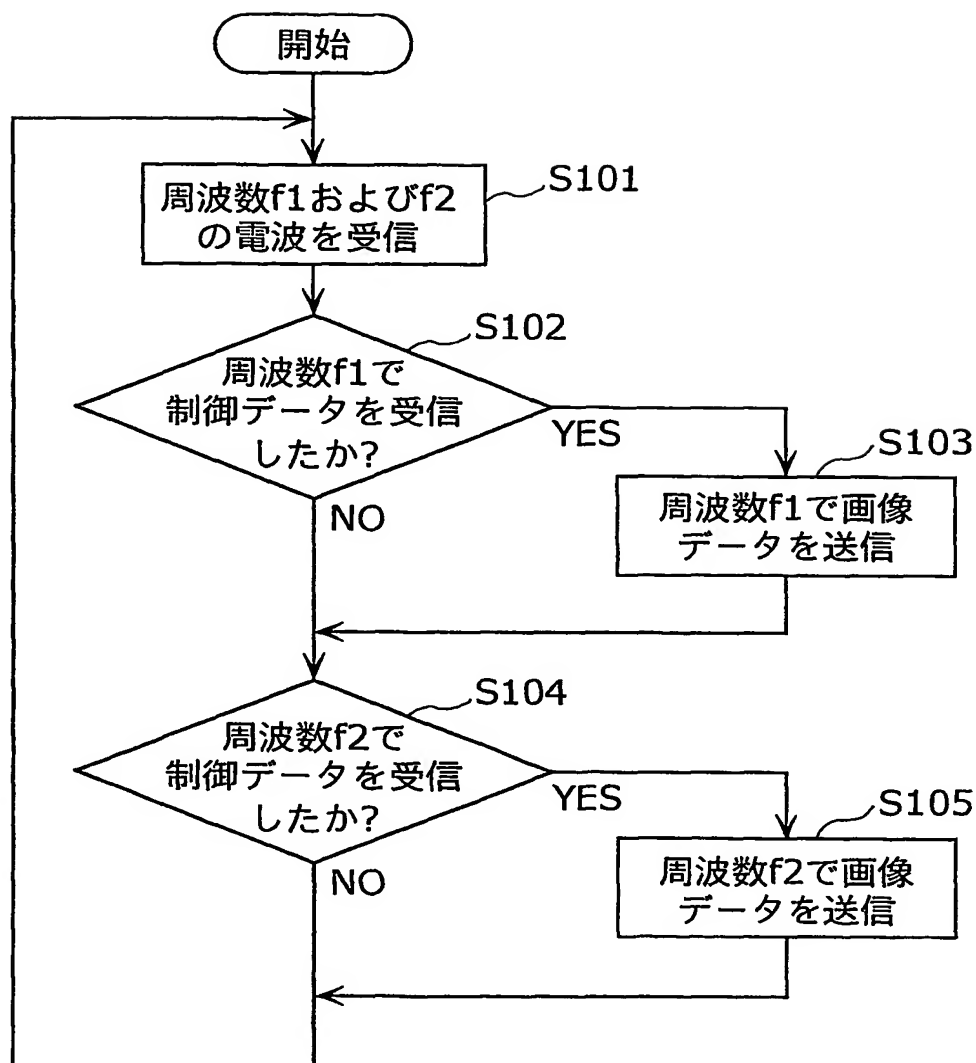 開始
周波数f1およびf2
の電波を受信
S101
S102
周波数f1で
制御データを受信
したか?
YES
NO
S103
周波数f1で画像
データを送信
S104
周波数f2で
制御データを受信
したか?
YES
NO
S105
周波数f2で画像
データを送信